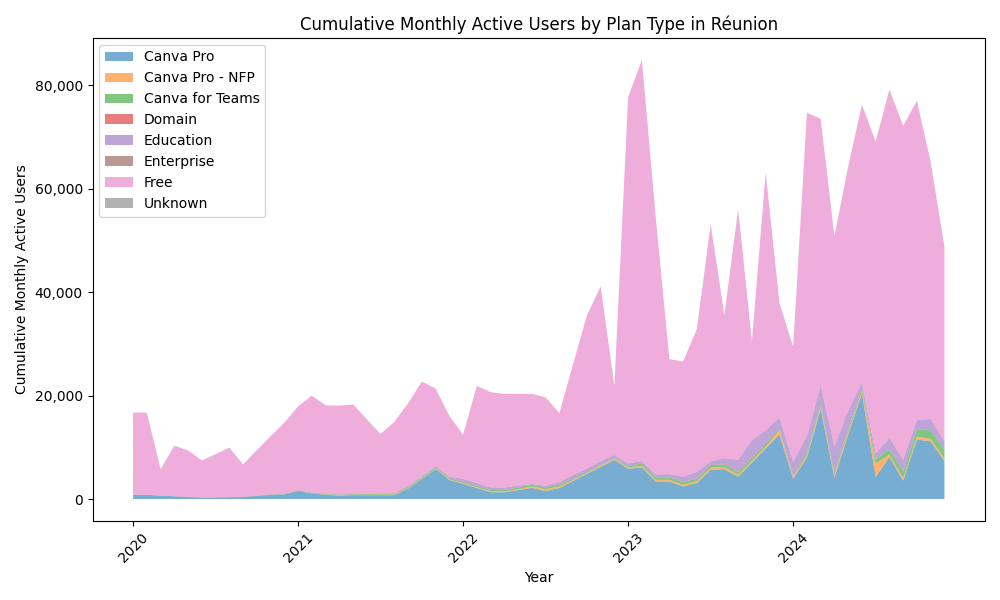 Cumulative Monthly Active Users by Plan Type in Réunion
Canva Pro
Canva Pro - NFP
Canva for Teams
Domain
Education
Enterprise
Free
Unknown
80,000
60,000
40,000
20,000
0
Cumulative Monthly Active Users
2020
2021
2022
2023
2024
Year